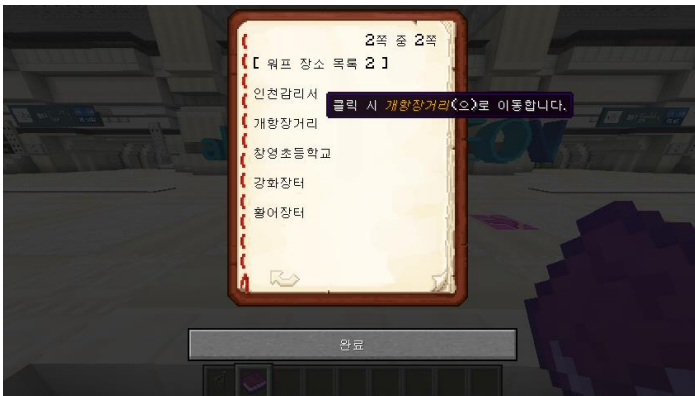 2쪽 중 2쪽
[ 워프 장소 목록 2 ]
인천감리서
클릭 시 개항장거리(으)로 이동합니다.
개항장거리
창영초등학교
강화장터
황어장터
완료